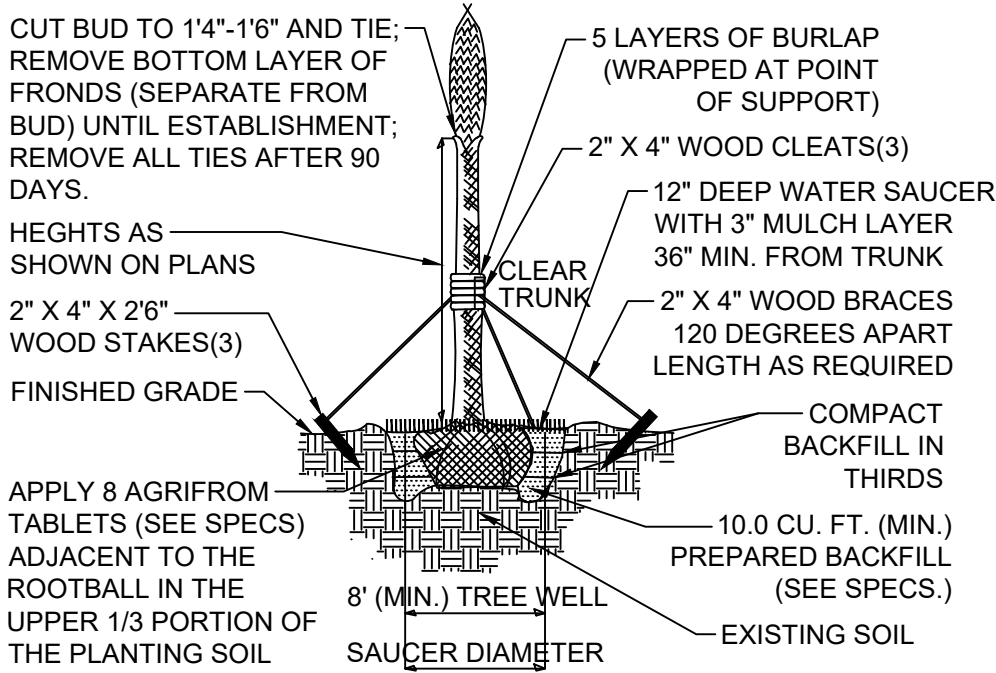 CUT BUD TO 1'4"-1'6" AND TIE;
REMOVE BOTTOM LAYER OF
FRONDS (SEPARATE FROM
BUD) UNTIL ESTABLISHMENT;
REMOVE ALL TIES AFTER 90
DAYS.
HEGHTS AS
SHOWN ON PLANS
2" X 4" X 2'6"
WOOD STAKES(3)
FINISHED GRADE
APPLY 8 AGRIFROM
TABLETS (SEE SPECS)
ADJACENT TO THE
ROOTBALL IN THE
UPPER 1/3 PORTION OF
THE PLANTING SOIL
5 LAYERS OF BURLAP
(WRAPPED AT POINT
OF SUPPORT)
2" X 4" WOOD CLEATS(3)
12" DEEP WATER SAUCER
WITH 3" MULCH LAYER
36" MIN. FROM TRUNK
CLEAR
TRUNK
2" X 4" WOOD BRACES
120 DEGREES APART
LENGTH AS REQUIRED
COMPACT
BACKFILL IN
THIRDS
10.0 CU. FT. (MIN.)
PREPARED BACKFILL
(SEE SPECS.)
EXISTING SOIL
8' (MIN.) TREE WELL
SAUCER DIAMETER